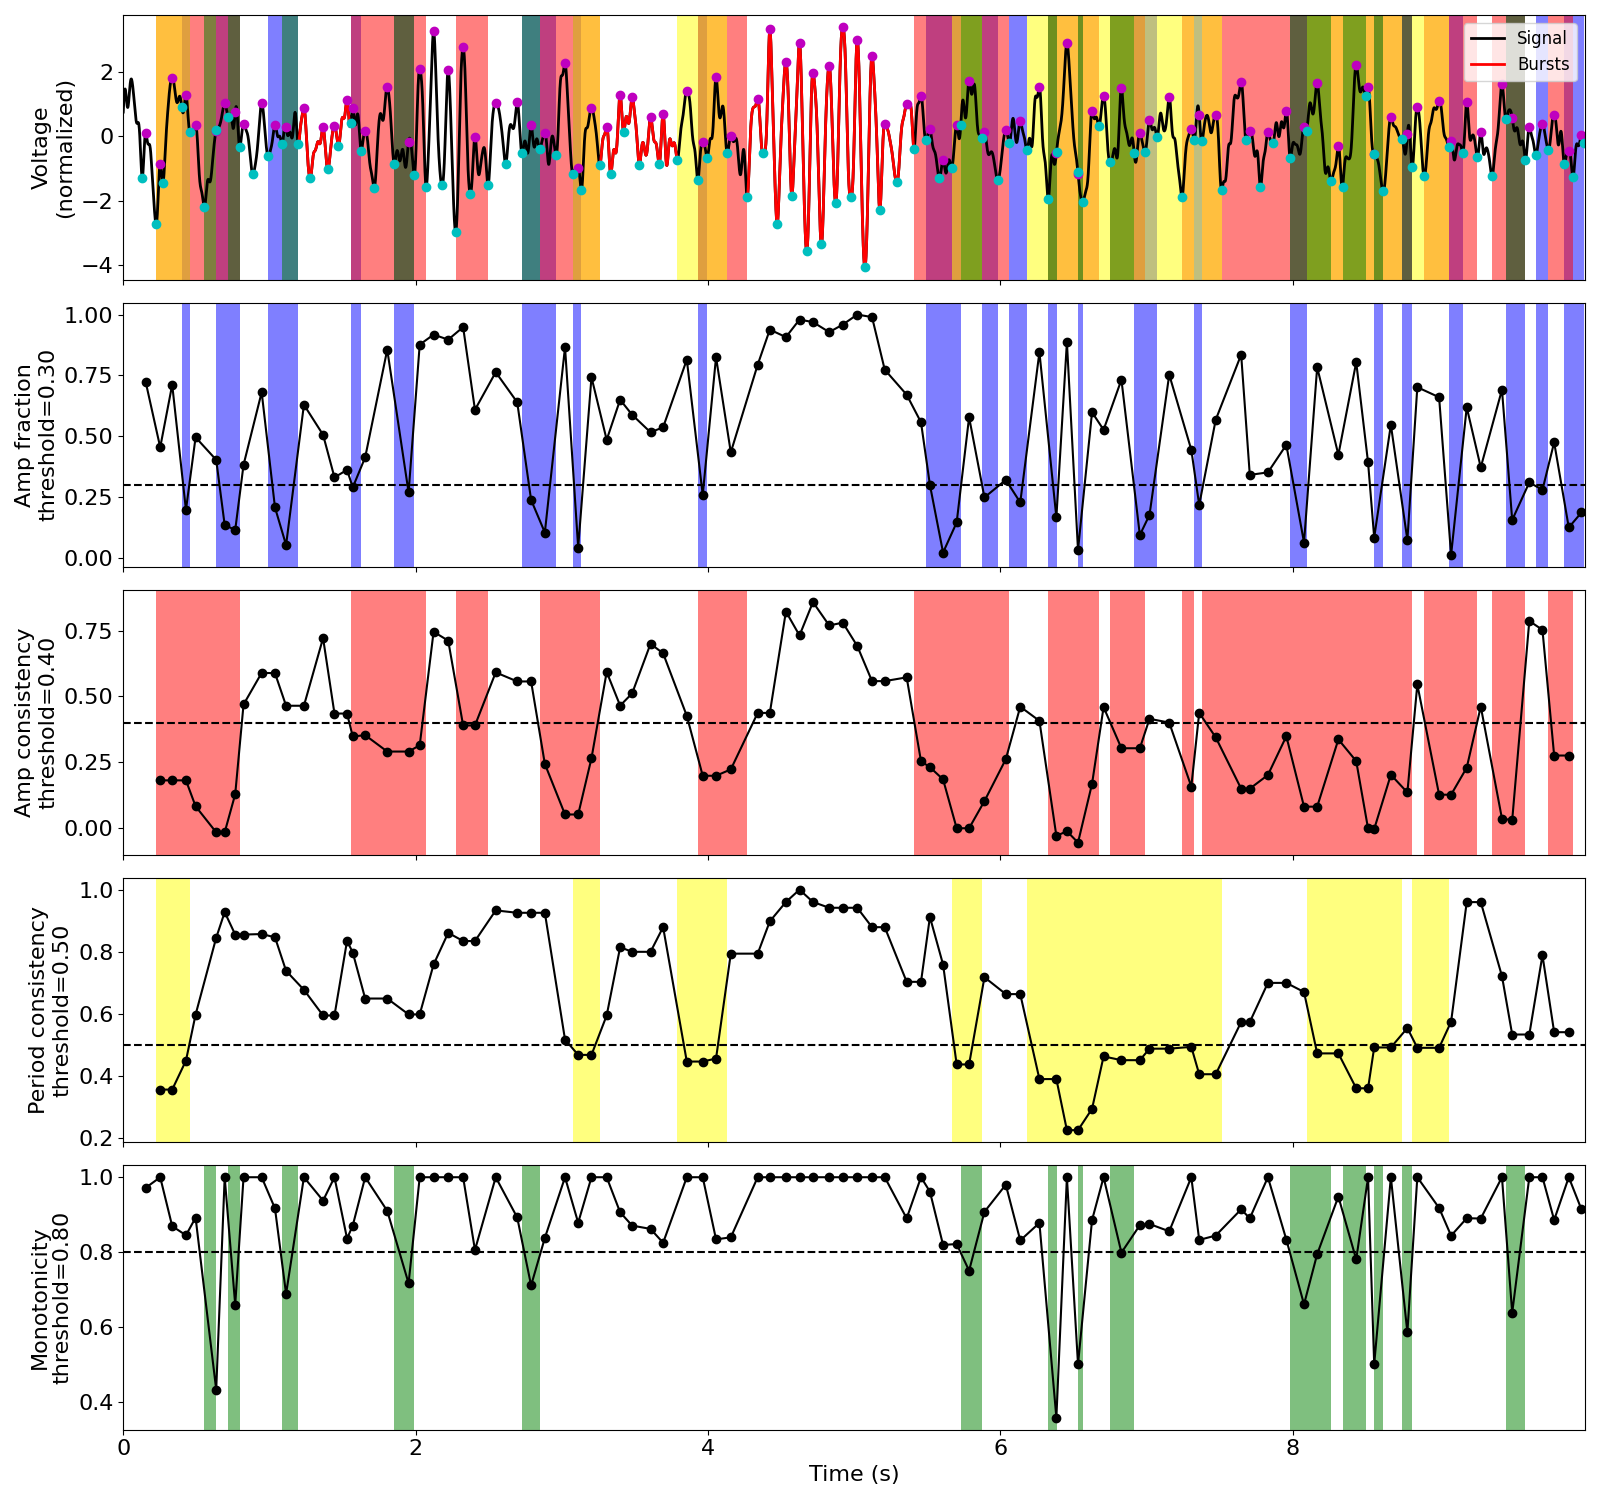 Voltage
(normalized)
2
0
−2
−4
Signal
Bursts
Amp fraction
threshold=0.30
1.00
0.75
0.50
0.25
0.00
Amp consistency
threshold=0.40
0.75
0.50
0.25
0.00
Period consistency
threshold=0.50
1.0
0.8
0.6
0.4
0.2
Monotonicity
threshold=0.80
1.0
0.8
0.6
0.4
0
2
4
6
8
Time (s)